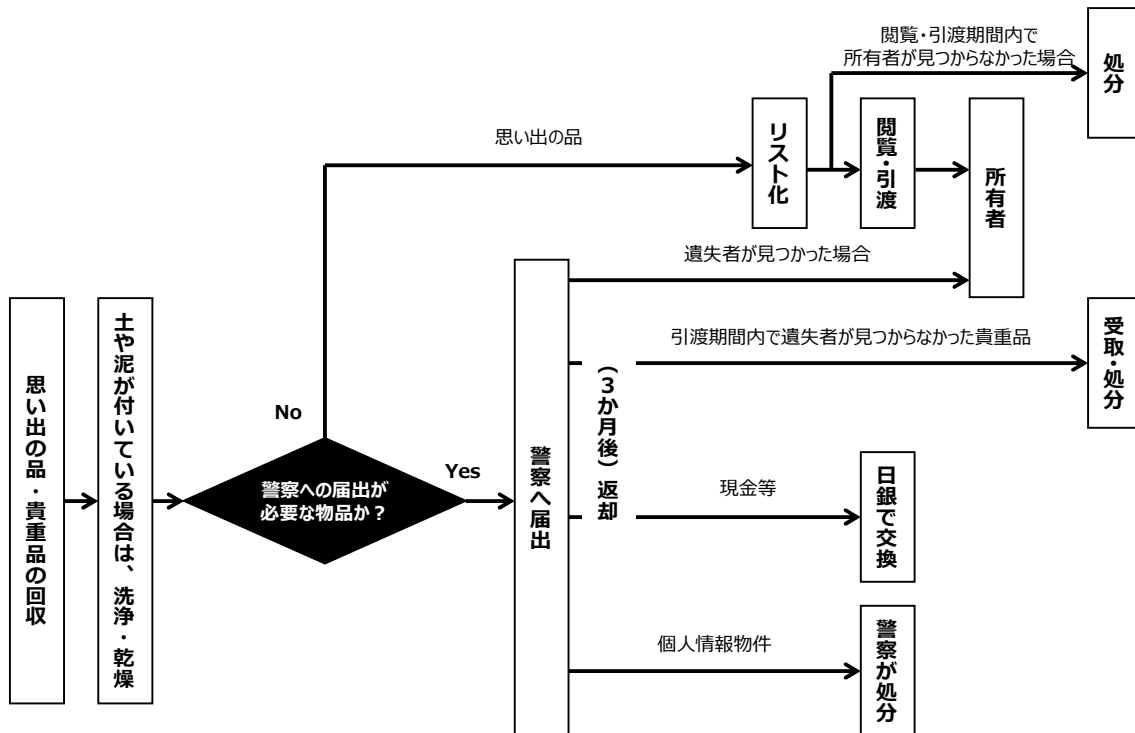 思い出の品・貴重品の回収
土や泥が付いている場合は、洗浄・乾燥
警察への届出が
必要な物品か？
No
Yes
思い出の品
リスト化
閲覧・引渡期間内で
所有者が見つからなかった場合
処分
閲覧・引渡
所有者
警察へ届出
遺失者が見つかった場合
（３か月後）返却
引渡期間内で遺失者が見つからなかった貴重品
受取・処分
現金等
日銀で交換
個人情報物件
警察が処分